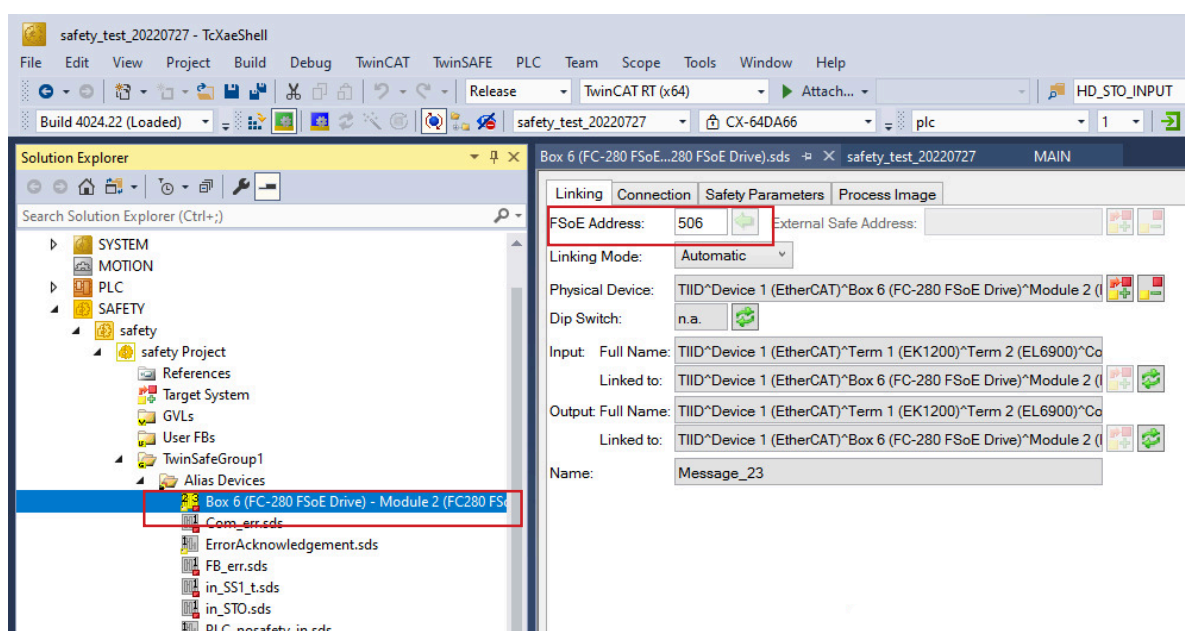 safety_test_20220727 - TcXaeShell
File Edit View Project Build Debug TwinCAT TwinSAFE PLC Team Scope Tools Window Help
Release TwinCAT RT (x64) Attach... HD_STO_INPUT
Build 4024.22 (Loaded) safety_test_20220727 CX-64DA66 plc 1
Solution Explorer
Search Solution Explorer (Ctrl+;)
SYSTEM
MOTION
PLC
SAFETY
safety
safety Project
References
Target System
GVLs
User FBs
TwinSafeGroup1
Alias Devices
Box 6 (FC-280 FSoE Drive) - Module 2 (FC280 FSo
Com_err.sds
ErrorAcknowledgement.sds
FB_err.sds
in_SS1_t.sds
in_STO.sds
PLC_nosafety_in.sds
Box 6 (FC-280 FSoE...280 FSoE Drive).sds safety_test_20220727 MAIN
Linking Connection Safety Parameters Process Image
FSoE Address: 506 External Safe Address:
Linking Mode: Automatic
Physical Device: TIID^Device 1 (EtherCAT)^Box 6 (FC-280 FSoE Drive)^Module 2 (
Dip Switch: n.a.
Input: Full Name: TIID^Device 1 (EtherCAT)^Term 1 (EK1200)^Term 2 (EL6900)^Co
Linked to: TIID^Device 1 (EtherCAT)^Box 6 (FC-280 FSoE Drive)^Module 2 (
Output: Full Name: TIID^Device 1 (EtherCAT)^Term 1 (EK1200)^Term 2 (EL6900)^Co
Linked to: TIID^Device 1 (EtherCAT)^Box 6 (FC-280 FSoE Drive)^Module 2 (
Name: Message_23